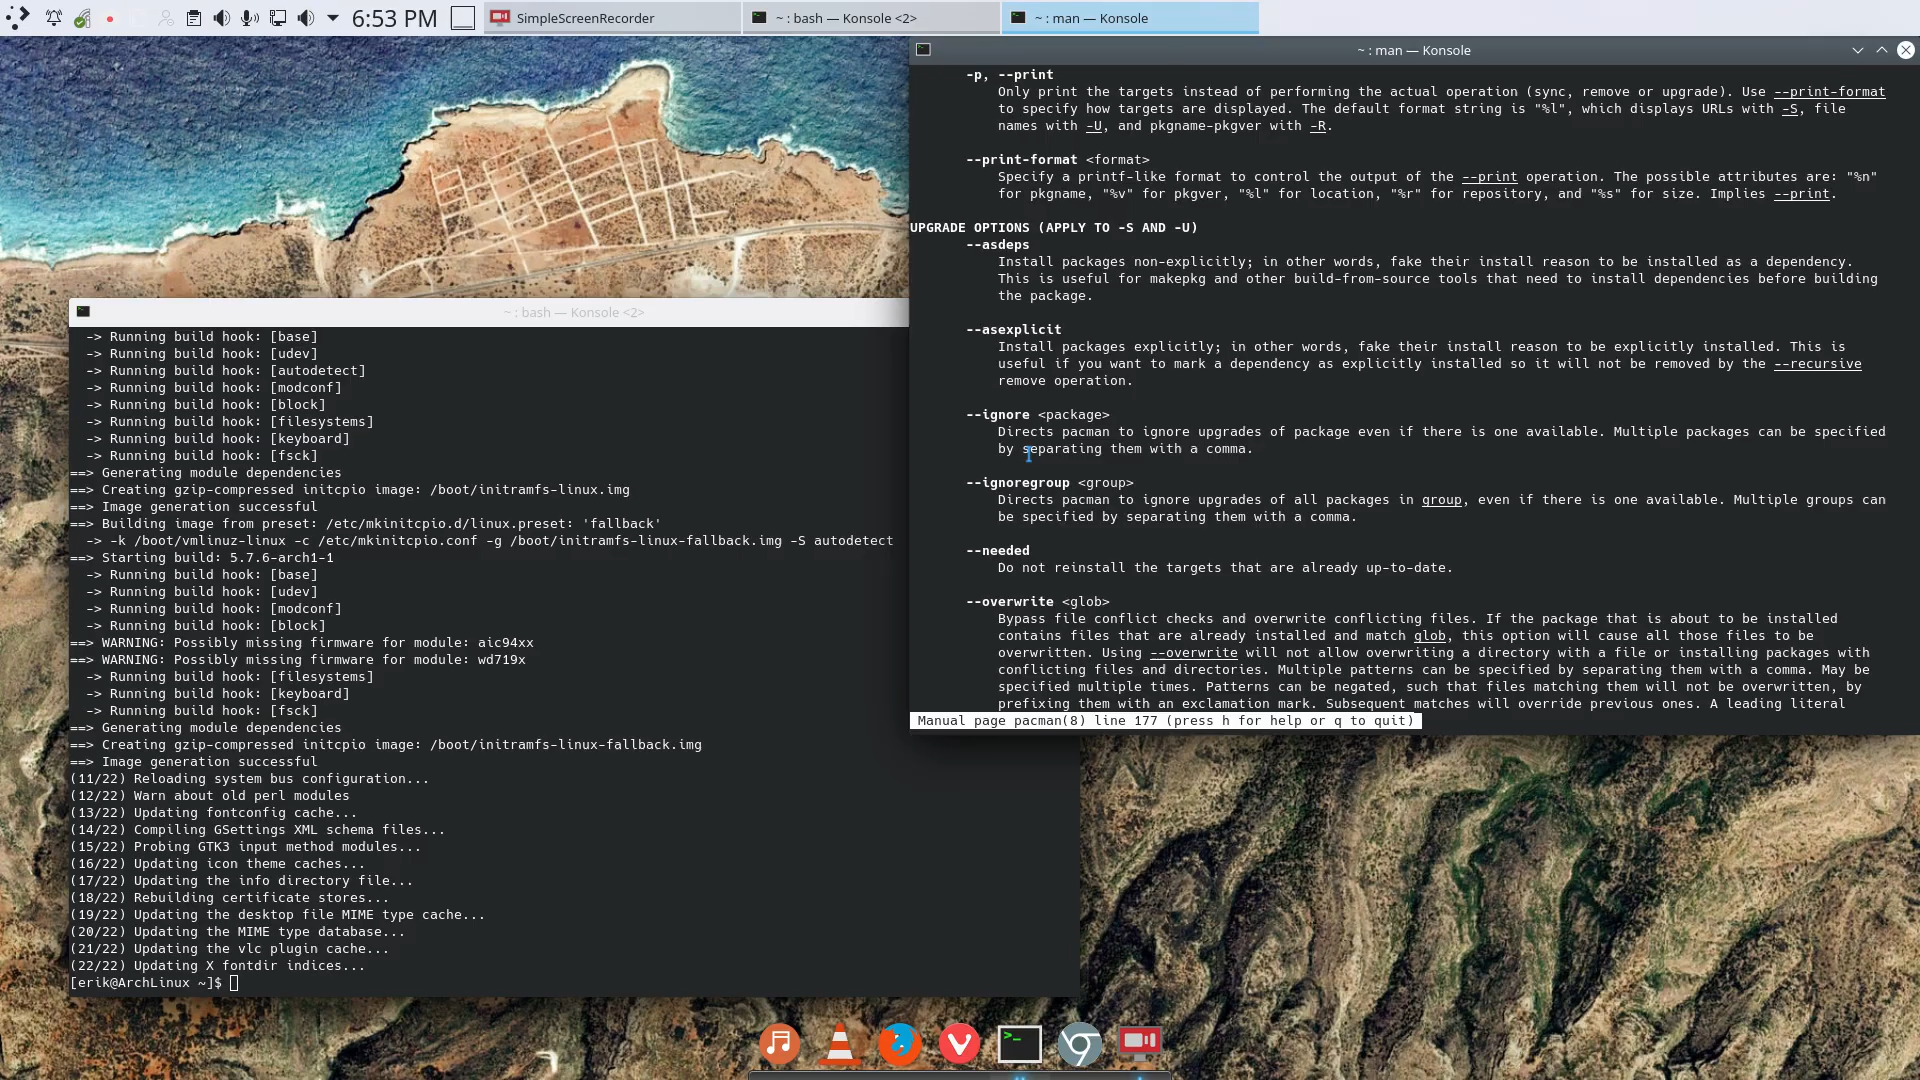 6:53 PM
SimpleScreenRecorder
~ : bash — Konsole <2>
~ : man — Konsole
~ : man — Konsole
-p, --print
Only print the targets instead of performing the actual operation (sync, remove or upgrade). Use --print-format
to specify how targets are displayed. The default format string is "%l", which displays URLs with -S, file
names with -U, and pkgname-pkgver with -R.
--print-format <format>
Specify a printf-like format to control the output of the --print operation. The possible attributes are: "%n"
for pkgname, "%v" for pkgver, "%l" for location, "%r" for repository, and "%s" for size. Implies --print.
UPGRADE OPTIONS (APPLY TO -S AND -U)
--asdeps
Install packages non-explicitly; in other words, fake their install reason to be installed as a dependency.
This is useful for makepkg and other build-from-source tools that need to install dependencies before building
the package.
--asexplicit
Install packages explicitly; in other words, fake their install reason to be explicitly installed. This is
useful if you want to mark a dependency as explicitly installed so it will not be removed by the --recursive
remove operation.
--ignore <package>
Directs pacman to ignore upgrades of package even if there is one available. Multiple packages can be specified
by separating them with a comma.
--ignoregroup <group>
Directs pacman to ignore upgrades of all packages in group, even if there is one available. Multiple groups can
be specified by separating them with a comma.
--needed
Do not reinstall the targets that are already up-to-date.
--overwrite <glob>
Bypass file conflict checks and overwrite conflicting files. If the package that is about to be installed
contains files that are already installed and match glob, this option will cause all those files to be
overwritten. Using --overwrite will not allow overwriting a directory with a file or installing packages with
conflicting files and directories. Multiple patterns can be specified by separating them with a comma. May be
specified multiple times. Patterns can be negated, such that files matching them will not be overwritten, by
prefixing them with an exclamation mark. Subsequent matches will override previous ones. A leading literal
Manual page pacman(8) line 177 (press h for help or q to quit)
~ : bash — Konsole <2>
-> Running build hook: [base]
-> Running build hook: [udev]
-> Running build hook: [autodetect]
-> Running build hook: [modconf]
-> Running build hook: [block]
-> Running build hook: [filesystems]
-> Running build hook: [keyboard]
-> Running build hook: [fsck]
==> Generating module dependencies
==> Creating gzip-compressed initcpio image: /boot/initramfs-linux.img
==> Image generation successful
==> Building image from preset: /etc/mkinitcpio.d/linux.preset: 'fallback'
-> -k /boot/vmlinuz-linux -c /etc/mkinitcpio.conf -g /boot/initramfs-linux-fallback.img -S autodetect
==> Starting build: 5.7.6-arch1-1
-> Running build hook: [base]
-> Running build hook: [udev]
-> Running build hook: [modconf]
-> Running build hook: [block]
==> WARNING: Possibly missing firmware for module: aic94xx
==> WARNING: Possibly missing firmware for module: wd719x
-> Running build hook: [filesystems]
-> Running build hook: [keyboard]
-> Running build hook: [fsck]
==> Generating module dependencies
==> Creating gzip-compressed initcpio image: /boot/initramfs-linux-fallback.img
==> Image generation successful
(11/22) Reloading system bus configuration...
(12/22) Warn about old perl modules
(13/22) Updating fontconfig cache...
(14/22) Compiling GSettings XML schema files...
(15/22) Probing GTK3 input method modules...
(16/22) Updating icon theme caches...
(17/22) Updating the info directory file...
(18/22) Rebuilding certificate stores...
(19/22) Updating the desktop file MIME type cache...
(20/22) Updating the MIME type database...
(21/22) Updating the vlc plugin cache...
(22/22) Updating X fontdir indices...
[erik@ArchLinux ~]$